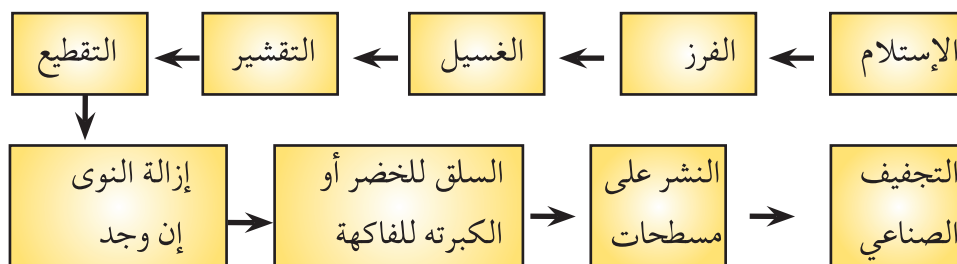 الإستلام
الفرز
الغسيل
التقشير
التقطيع
إزالة النوى
إن وجد
السلق للخضر أو
الكبرته للفاكهة
النشر على
مسطحات
التجفيف
الصناعي